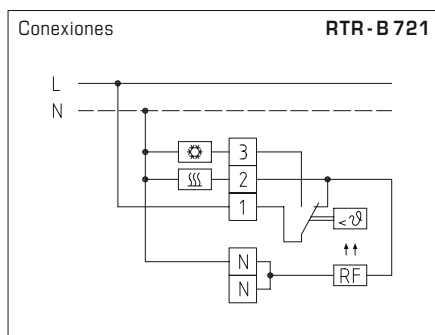 Conexiones RTR-B 721
L
N
3
2
1
< ϑ
N
N
RF